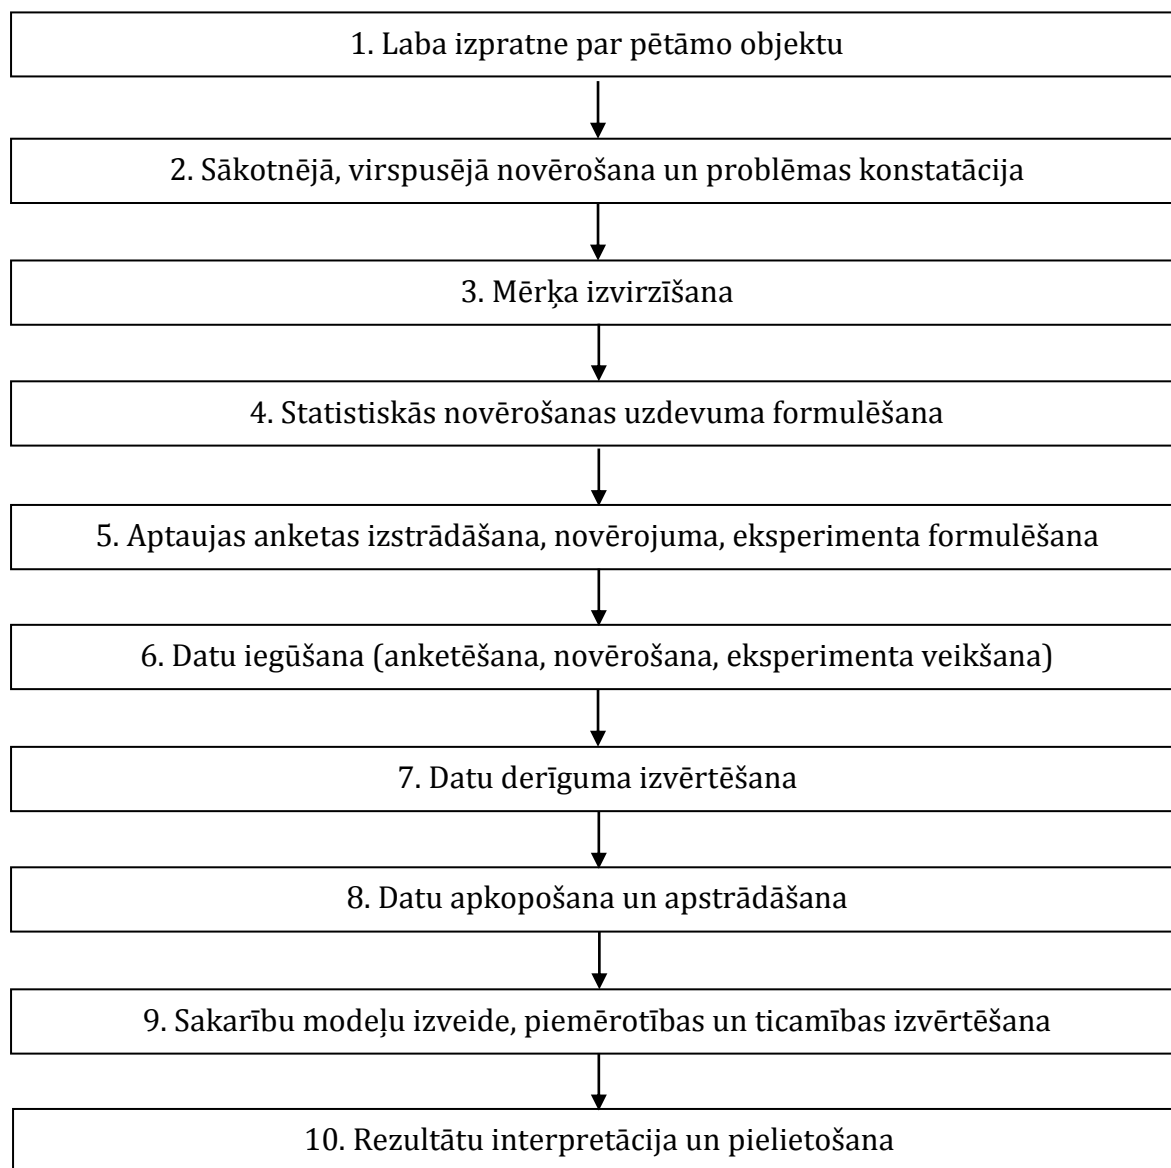 1. Laba izpratne par pētāmo objektu
2. Sākotnējā, virspusējā novērošana un problēmas konstatācija
3. Mērķa izvirzīšana
4. Statistiskās novērošanas uzdevuma formulēšana
5. Aptaujas anketas izstrādāšana, novērojuma, eksperimenta formulēšana
6. Datu iegūšana (anketēšana, novērošana, eksperimenta veikšana)
7. Datu derīguma izvērtēšana
8. Datu apkopošana un apstrādāšana
9. Sakarību modeļu izveide, piemērotības un ticamības izvērtēšana
10. Rezultātu interpretācija un pielietošana